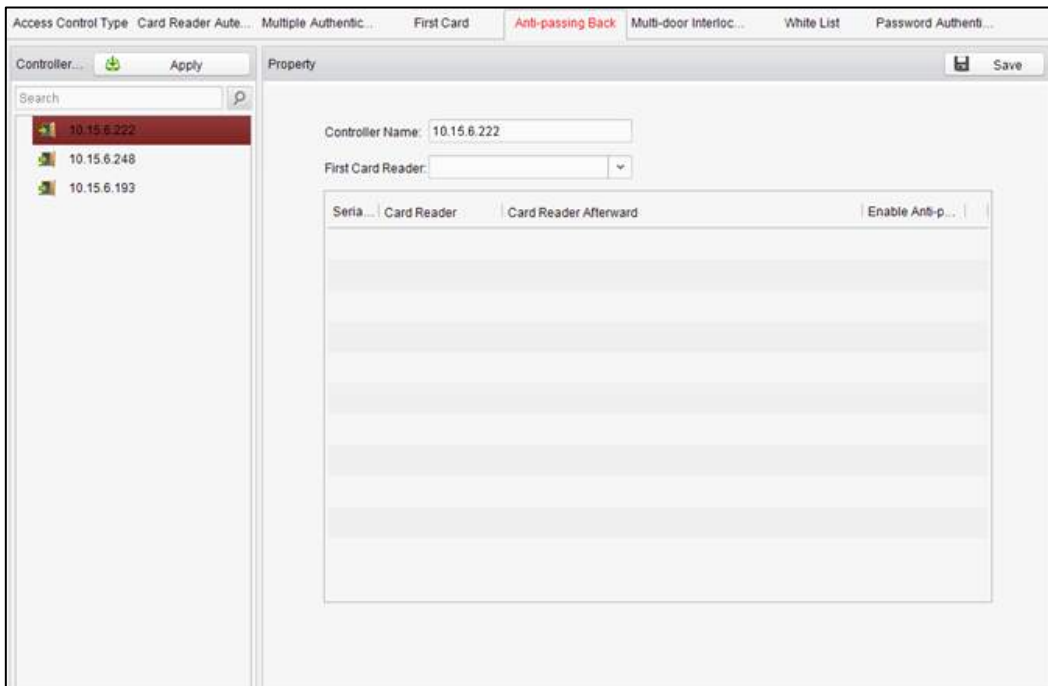 Access Control Type Card Reader Aute... Multiple Authentic... First Card Anti-passing Back Multi-door Interloc... White List Password Authenti...
Controller... Apply Property Save
Search
10.15.6.222
10.15.6.248
10.15.6.193
Controller Name: 10.15.6.222
First Card Reader:
Seria... Card Reader Card Reader Afterward Enable Anti-p...